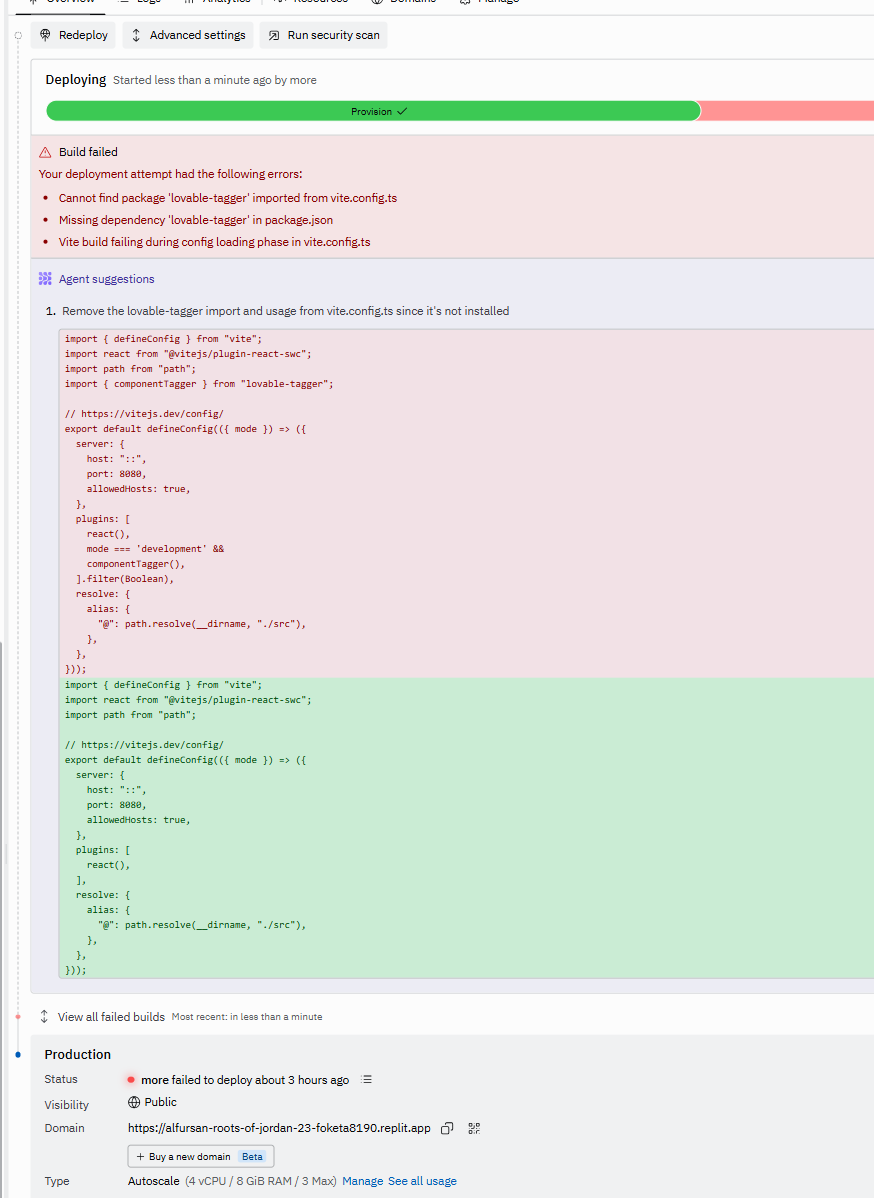 Overview Logs Analytics Resources Domains Manage
Redeploy Advanced settings Run security scan
Deploying Started less than a minute ago by more
Provision ✓
Build failed
Your deployment attempt had the following errors:
• Cannot find package 'lovable-tagger' imported from vite.config.ts
• Missing dependency 'lovable-tagger' in package.json
• Vite build failing during config loading phase in vite.config.ts
Agent suggestions
1. Remove the lovable-tagger import and usage from vite.config.ts since it's not installed
import { defineConfig } from "vite";
import react from "@vitejs/plugin-react-swc";
import path from "path";
import { componentTagger } from "lovable-tagger";
// https://vitejs.dev/config/
export default defineConfig(({ mode }) => ({
  server: {
    host: "::",
    port: 8080,
    allowedHosts: true,
  },
  plugins: [
    react(),
    mode === 'development' &&
    componentTagger(),
  ].filter(Boolean),
  resolve: {
    alias: {
      "@": path.resolve(__dirname, "./src"),
    },
  },
}));
import { defineConfig } from "vite";
import react from "@vitejs/plugin-react-swc";
import path from "path";
// https://vitejs.dev/config/
export default defineConfig(({ mode }) => ({
  server: {
    host: "::",
    port: 8080,
    allowedHosts: true,
  },
  plugins: [
    react(),
  ],
  resolve: {
    alias: {
      "@": path.resolve(__dirname, "./src"),
    },
  },
}));
View all failed builds Most recent: in less than a minute
Production
Status more failed to deploy about 3 hours ago
Visibility Public
Domain https://alfursan-roots-of-jordan-23-foketa8190.replit.app
+ Buy a new domain Beta
Type Autoscale (4 vCPU / 8 GiB RAM / 3 Max) Manage See all usage